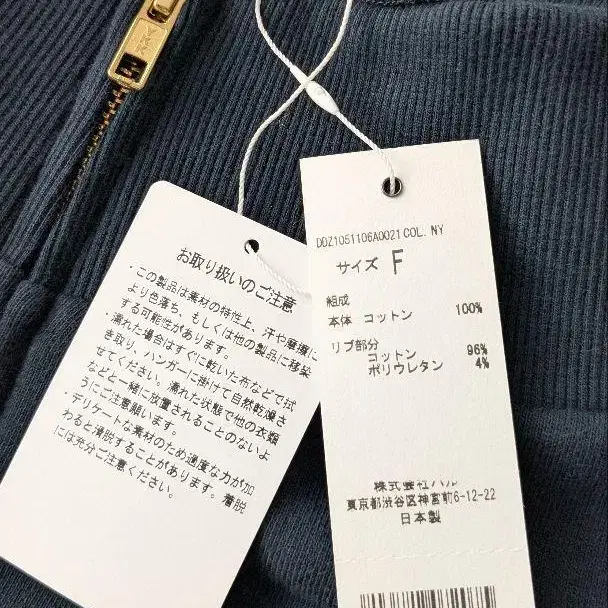 YKK
お取り扱いのご注意
・この製品は素材の特性上、汗や摩擦に
より色落ち、もしくは他の製品に移染
する可能性があります。
・濡れた場合はすぐに乾いた布などで拭
き取り、ハンガーに掛けて自然乾燥さ
せてください。濡れた状態で他の衣類
などと一緒に放置されることのないよ
うにご注意願います。
・デリケートな素材のため過度な力が加
わると滑脱することがあります。着脱
には充分ご注意ください。
DDZ1051106A0021 COL. NY
サイズ F
組成
本体 コットン 100%
リブ部分
コットン 96%
ポリウレタン 4%
株式会社バル
東京都渋谷区神宮前6-12-22
日本製